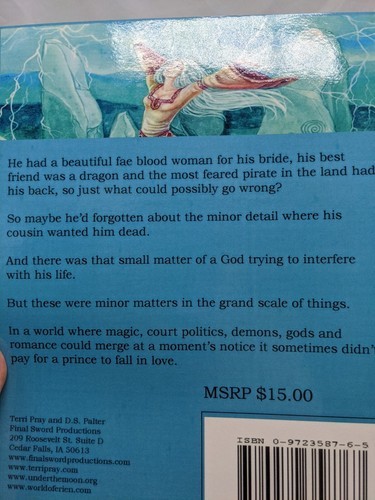 He had a beautiful fae blood woman for his bride, his best
friend was a dragon and the most feared pirate in the land had
his back, so just what could possibly go wrong?
So maybe he'd forgotten about the minor detail where his
cousin wanted him dead.
And there was that small matter of a God trying to interfere
with his life.
But these were minor matters in the grand scale of things.
In a world where magic, court politics, demons, gods and
romance could merge at a moment's notice it sometimes didn'
pay for a prince to fall in love.
MSRP $15.00
Terri Pray and D.S. Palter
Final Sword Productions
209 Roosevelt St. Suite D
Cedar Falls, IA 50613
www.finalswordproductions.com
www.terripray.com
www.underthemoon.org
www.worldoferien.com
ISBN 0-9723587-6-5